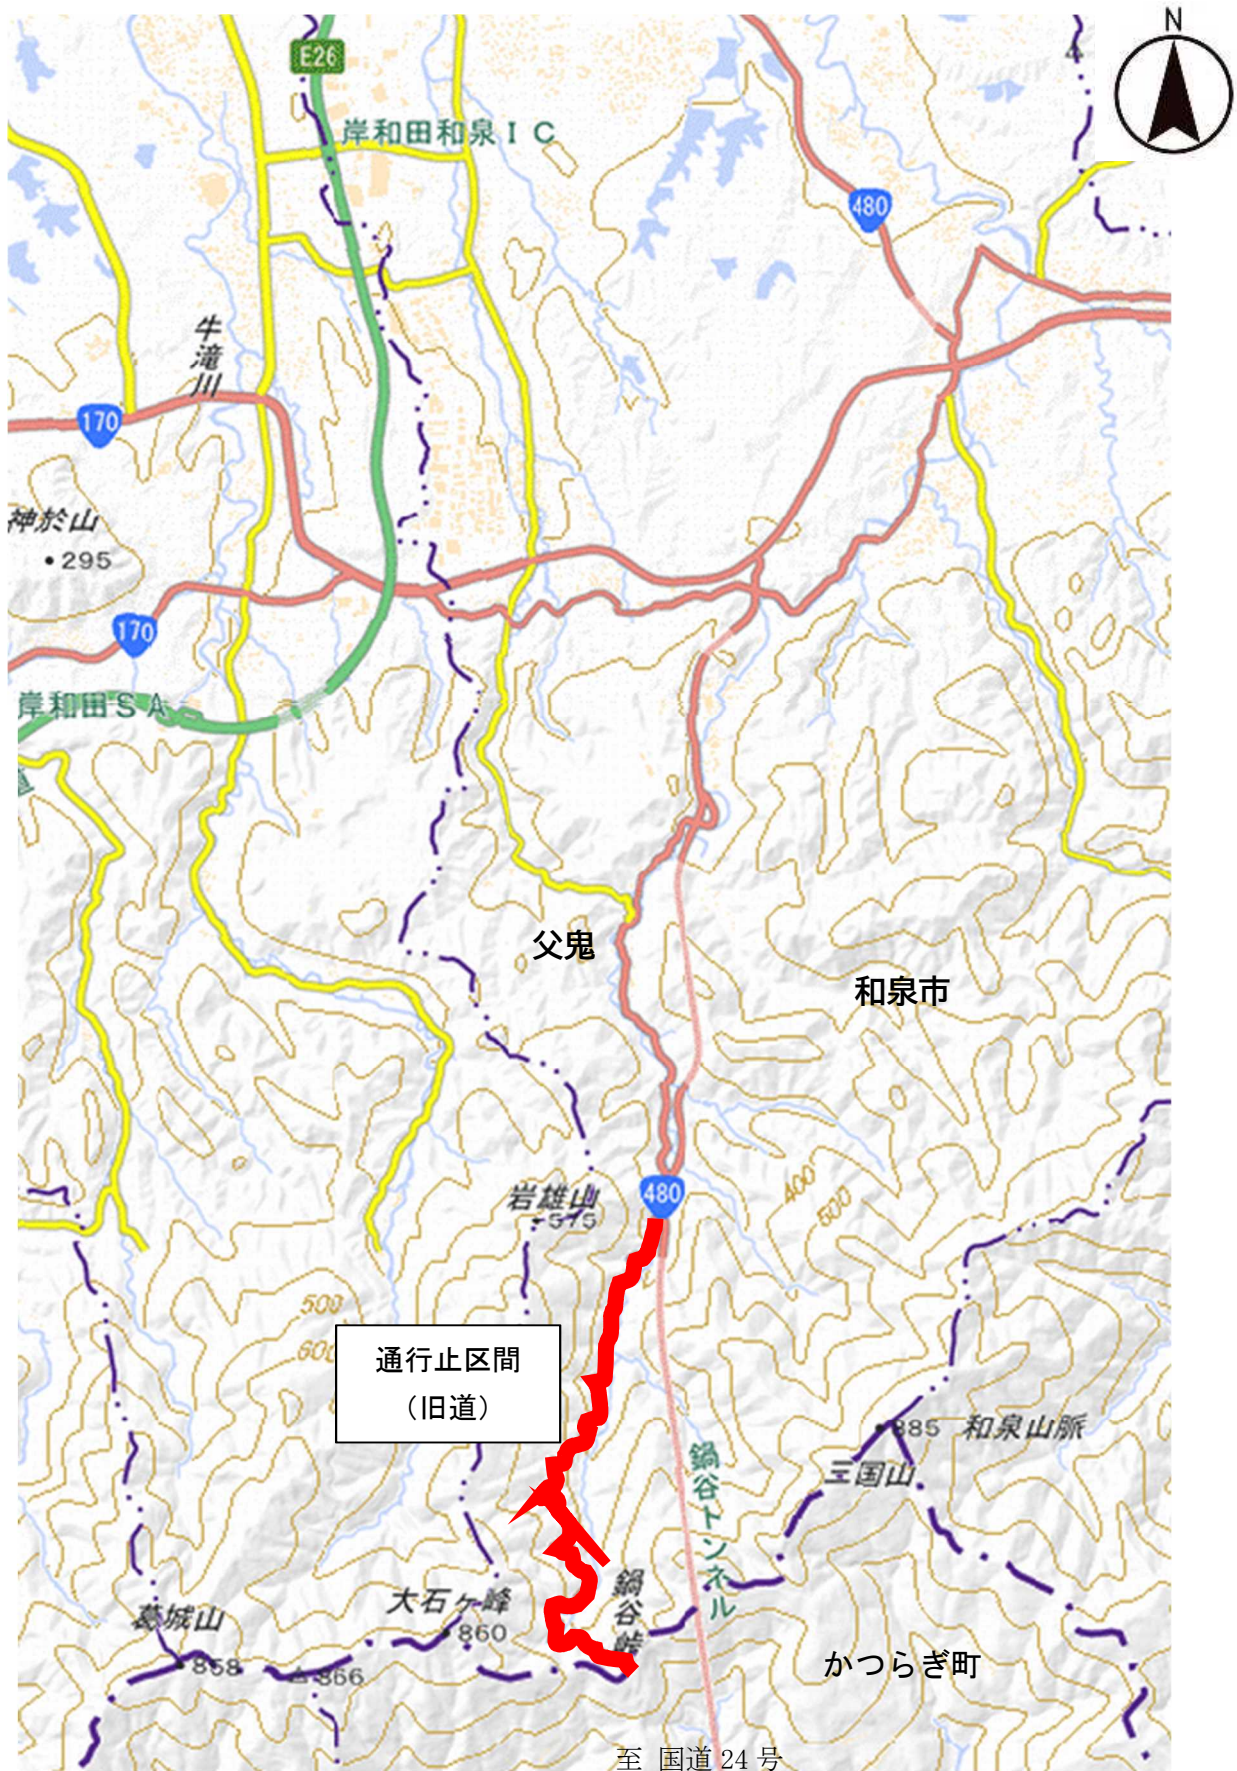 N
E26
岸和田和泉IC
480
牛滝川
170
神於山
295
170
岸和田SA
父鬼
和泉市
岩雄山
575
480
400
500
500
600
通行止区間
(旧道)
885
和泉山脈
三国山
鍋谷トンネル
鍋谷峠
大石ヶ峰
860
葛城山
858
866
かつらぎ町
至 国道 24 号